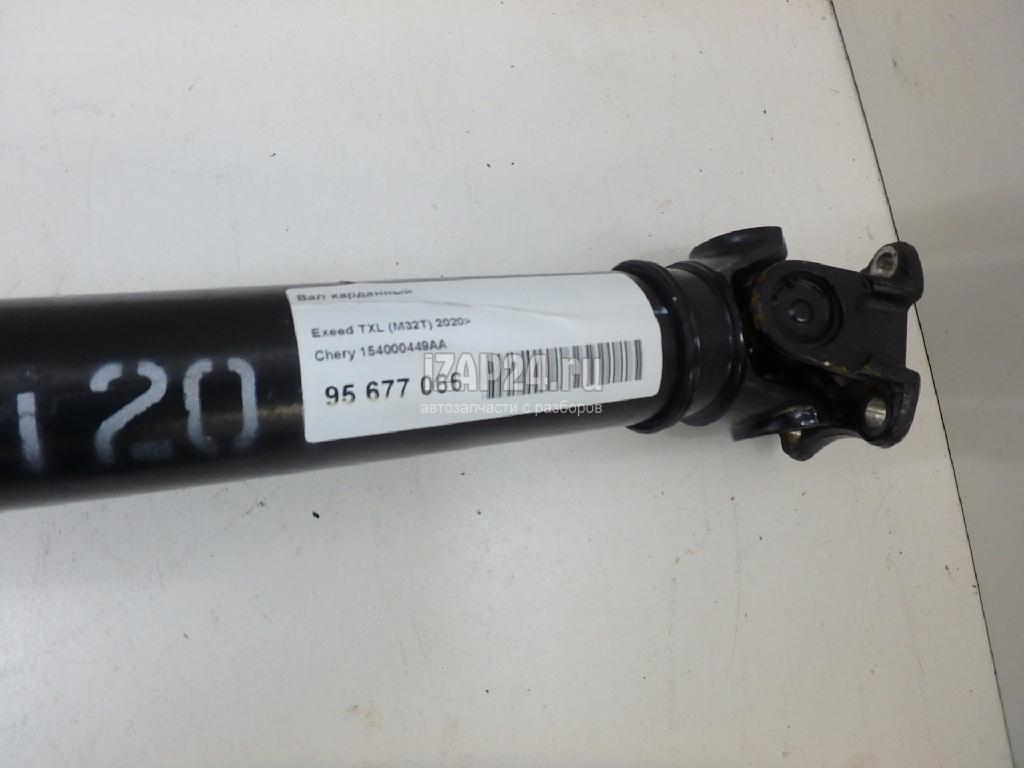 Вал карданный
Exeed TXL (M32T) 2020>
Chery 154000449AA
95 677 066
iZAP24.ru
автозапчасти с разборов
120